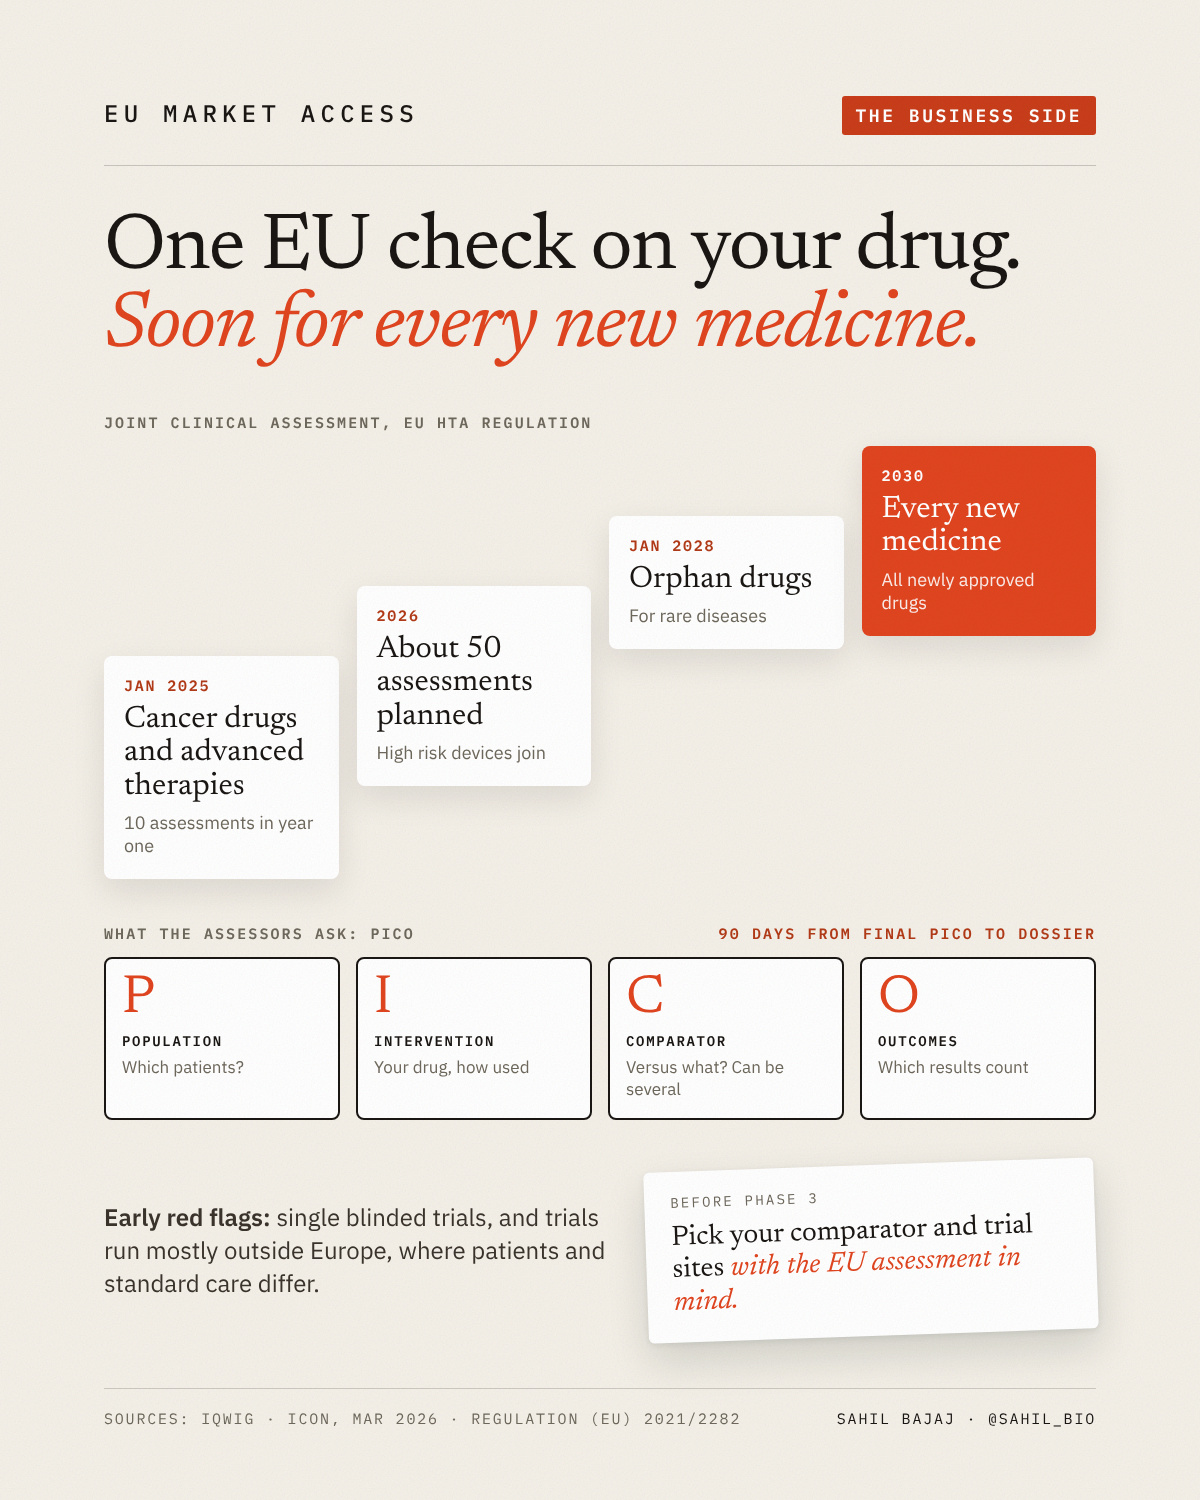 EU MARKET ACCESS
THE BUSINESS SIDE
One EU check on your drug.
Soon for every new medicine.
JOINT CLINICAL ASSESSMENT, EU HTA REGULATION
JAN 2025
Cancer drugs
and advanced
therapies
10 assessments in year
one
2026
About 50
assessments
planned
High risk devices join
JAN 2028
Orphan drugs
For rare diseases
2030
Every new
medicine
All newly approved
drugs
WHAT THE ASSESSORS ASK: PICO
90 DAYS FROM FINAL PICO TO DOSSIER
P
POPULATION
Which patients?
I
INTERVENTION
Your drug, how used
C
COMPARATOR
Versus what? Can be
several
O
OUTCOMES
Which results count
Early red flags: single blinded trials, and trials
run mostly outside Europe, where patients and
standard care differ.
BEFORE PHASE 3
Pick your comparator and trial
sites with the EU assessment in
mind.
SOURCES: IQWIG · ICON, MAR 2026 · REGULATION (EU) 2021/2282
SAHIL BAJAJ · @SAHIL_BIO